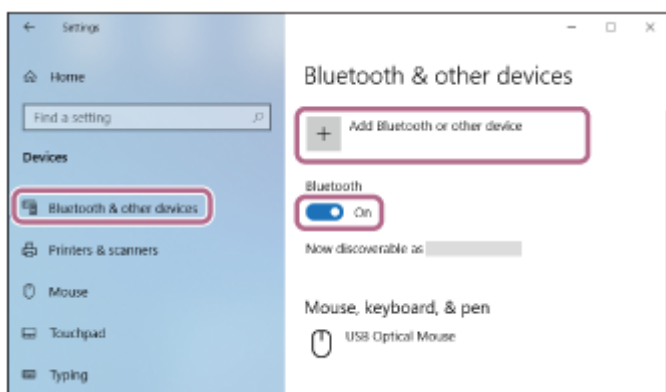 Settings
Home
Find a setting
Devices
Bluetooth & other devices
Printers & scanners
Mouse
Touchpad
Typing
Bluetooth & other devices
Add Bluetooth or other device
Bluetooth
On
Now discoverable as
Mouse, keyboard, & pen
USB Optical Mouse